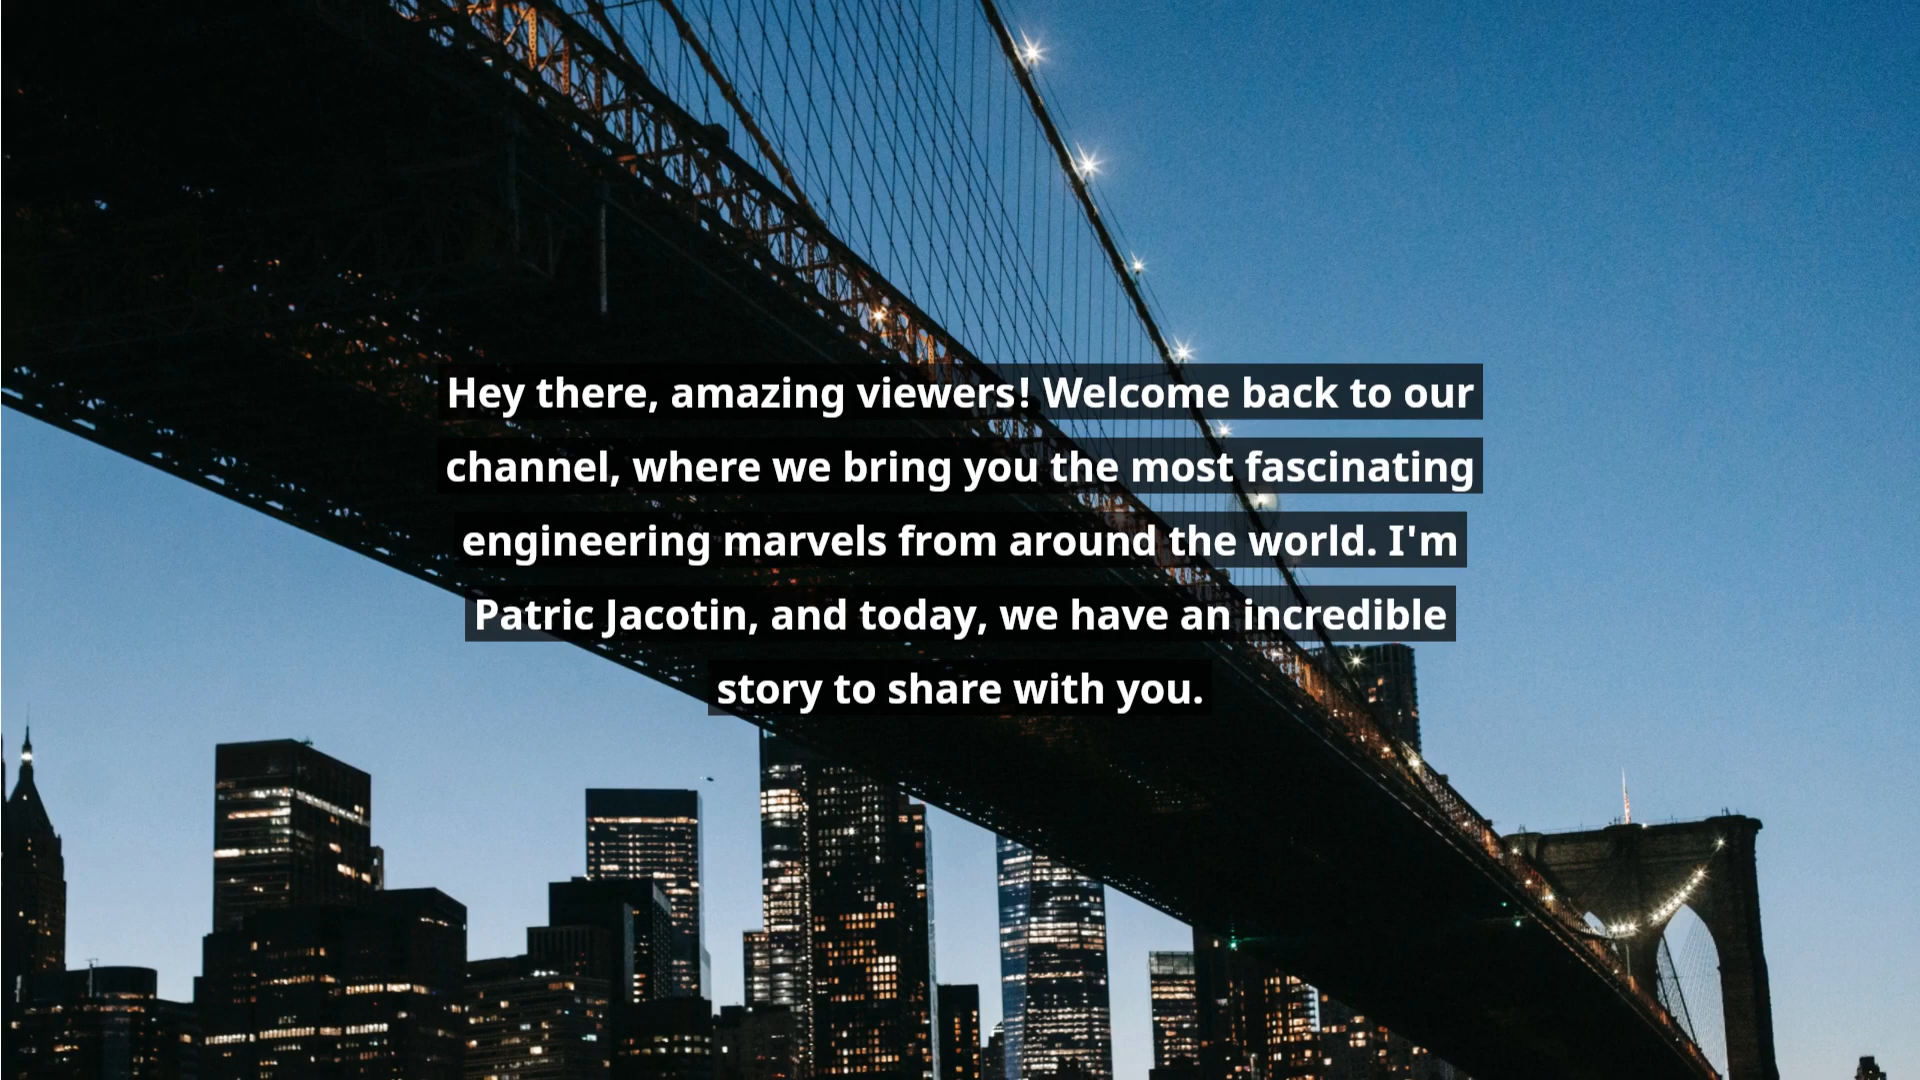 Hey there, amazing viewers! Welcome back to our
channel, where we bring you the most fascinating
engineering marvels from around the world. I'm
Patric Jacotin, and today, we have an incredible
story to share with you.